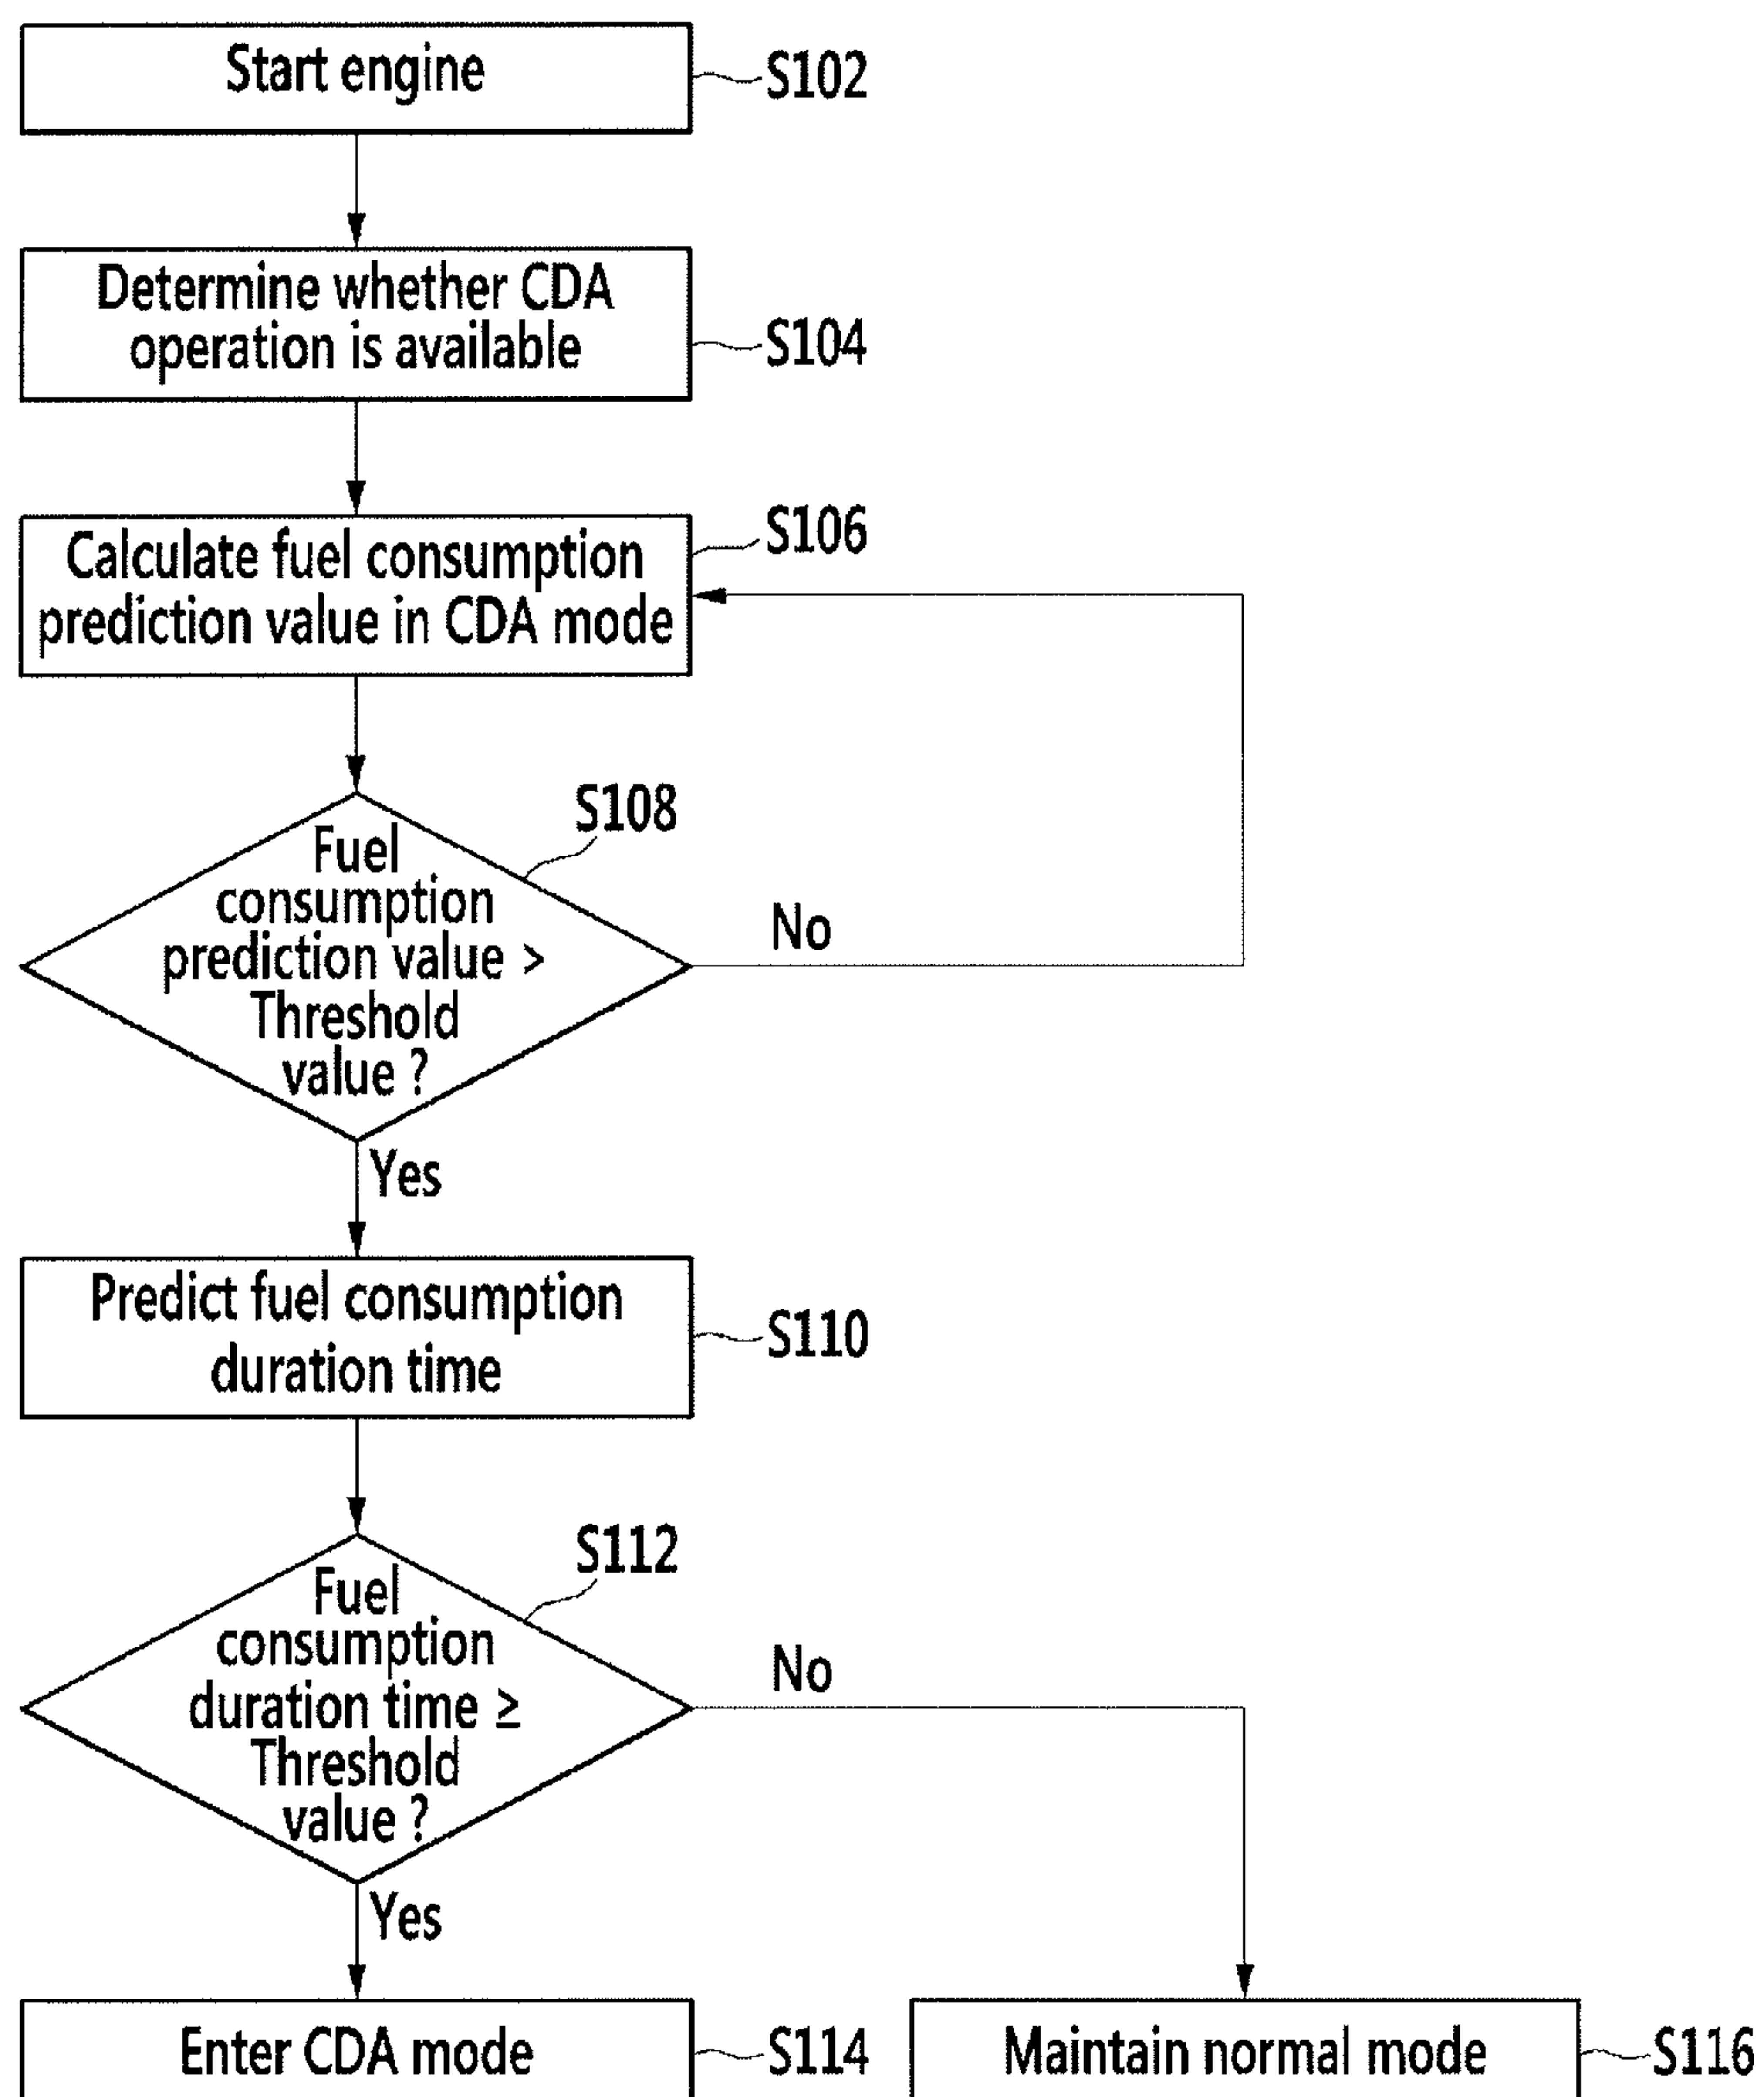 Start engine
S102
Determine whether CDA
operation is available
S104
S106
Calculate fuel consumption
prediction value in CDA mode
S108
Fuel
consumption
prediction value >
Threshold
value ?
No
Yes
Predict fuel consumption
duration time
S110
S112
Fuel
consumption
duration time ≥
Threshold
value ?
No
Yes
Enter CDA mode
S114
Maintain normal mode
S116